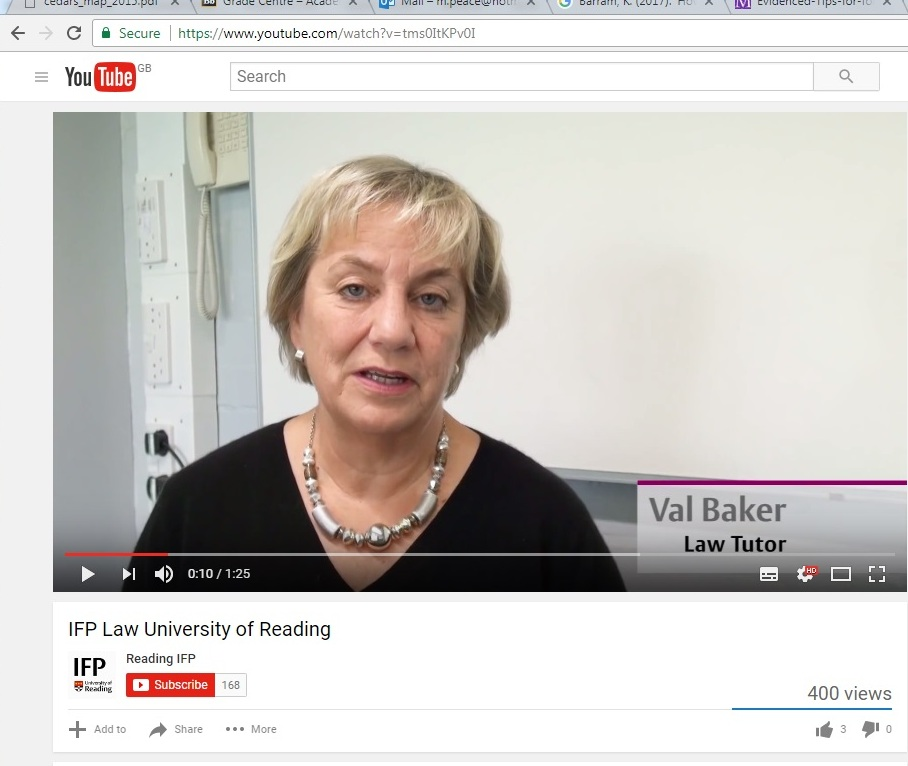 cedars_map_2015.pdf
Grade Centre – Acade
Mail – m.peace@hotm
Barram, K. (2017).
Evidenced-Tips-for-
Secure
https://www.youtube.com/watch?v=tms0ItKPv0I
YouTube GB
Search
Val Baker
Law Tutor
0:10 / 1:25
HD
IFP Law University of Reading
IFP
University of
Reading
Reading IFP
Subscribe 168
400 views
Add to Share More 3 0